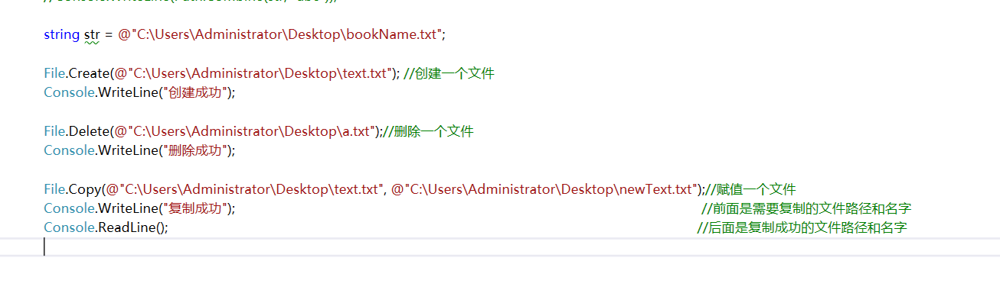 string str = @"C:\Users\Administrator\Desktop\bookName.txt";
File.Create(@"C:\Users\Administrator\Desktop\text.txt"); //创建一个文件
Console.WriteLine("创建成功");
File.Delete(@"C:\Users\Administrator\Desktop\a.txt");//删除一个文件
Console.WriteLine("删除成功");
File.Copy(@"C:\Users\Administrator\Desktop\text.txt", @"C:\Users\Administrator\Desktop\newText.txt");//赋值一个文件
Console.WriteLine("复制成功"); //前面是需要复制的文件路径和名字
Console.ReadLine(); //后面是复制成功的文件路径和名字